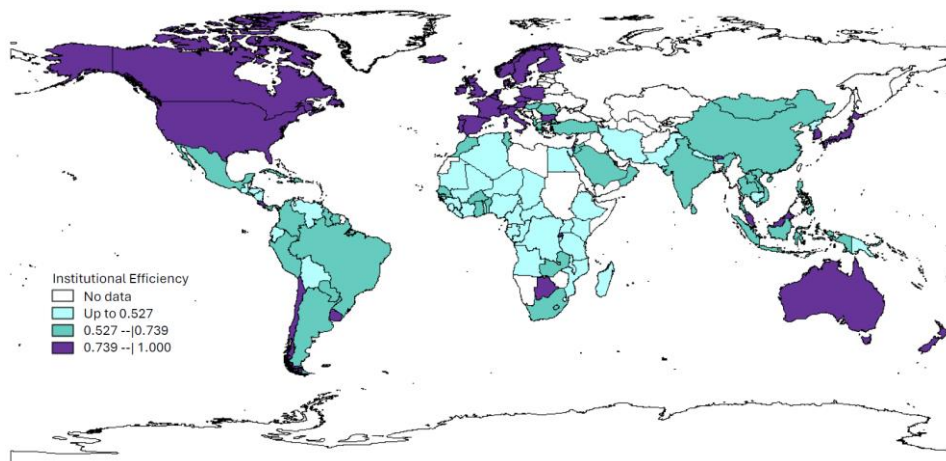 Institutional Efficiency
No data
Up to 0.527
0.527 --|0.739
0.739 --| 1.000